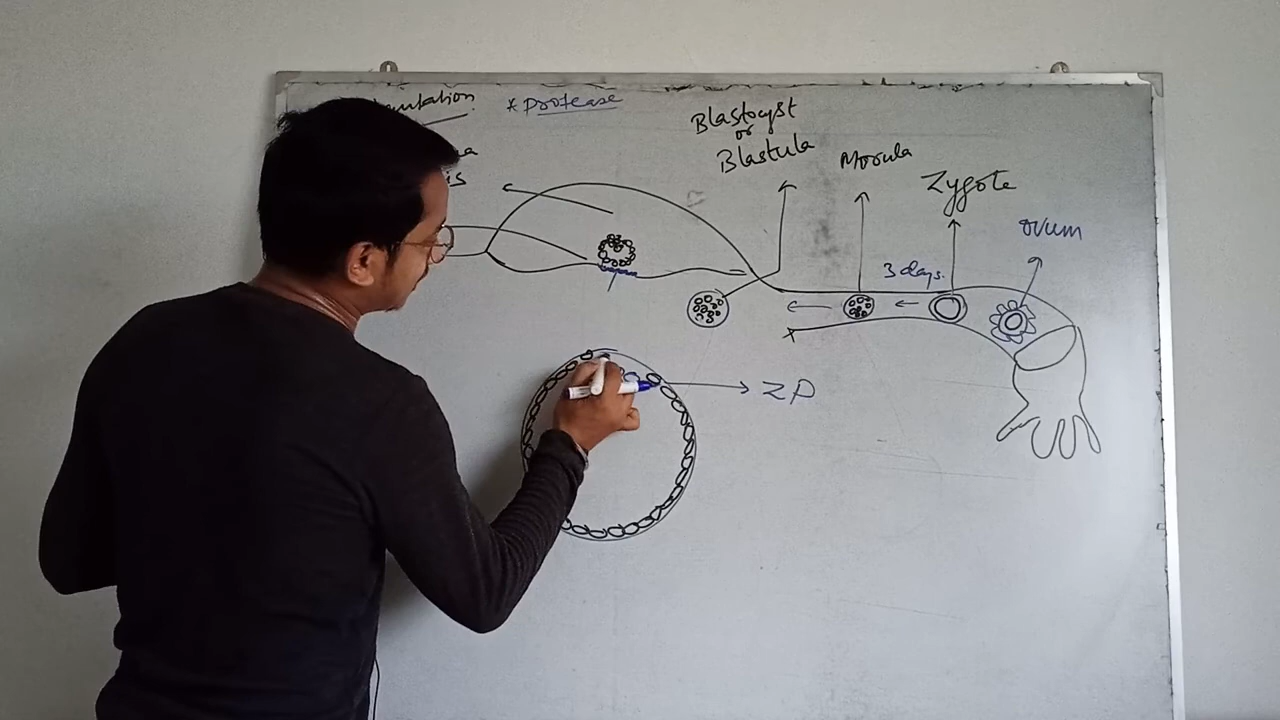 * Protease
Blastocyst
or
Blastula
Morula
Zygote
ovum
3 days.
ZP